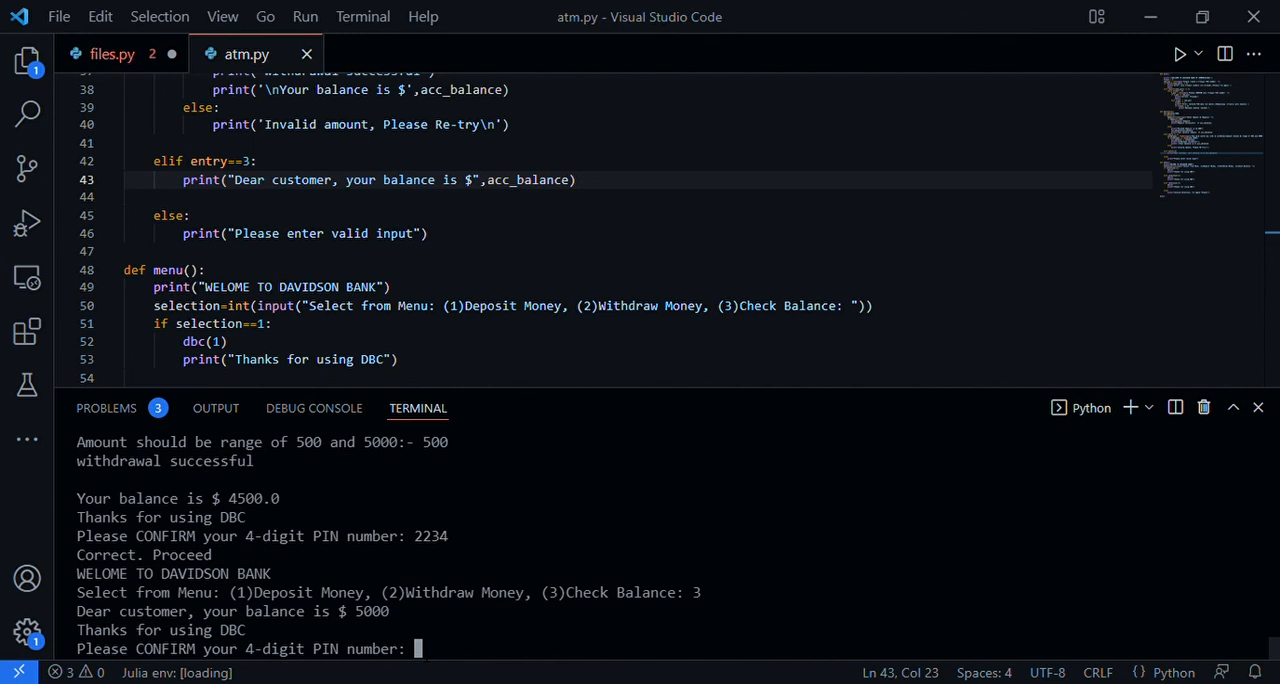 File Edit Selection View Go Run Terminal Help atm.py - Visual Studio Code
files.py 2 atm.py
37 print('withdrawal successful')
38 print('\nYour balance is $',acc_balance)
39 else:
40 print('Invalid amount, Please Re-try\n')
41
42 elif entry==3:
43 print("Dear customer, your balance is $",acc_balance)
44
45 else:
46 print("Please enter valid input")
47
48 def menu():
49 print("WELOME TO DAVIDSON BANK")
50 selection=int(input("Select from Menu: (1)Deposit Money, (2)Withdraw Money, (3)Check Balance: "))
51 if selection==1:
52 dbc(1)
53 print("Thanks for using DBC")
54
PROBLEMS 3 OUTPUT DEBUG CONSOLE TERMINAL Python
Amount should be range of 500 and 5000:- 500
withdrawal successful
Your balance is $ 4500.0
Thanks for using DBC
Please CONFIRM your 4-digit PIN number: 2234
Correct. Proceed
WELOME TO DAVIDSON BANK
Select from Menu: (1)Deposit Money, (2)Withdraw Money, (3)Check Balance: 3
Dear customer, your balance is $ 5000
Thanks for using DBC
Please CONFIRM your 4-digit PIN number:
1
1
3 0 Julia env: [loading] Ln 43, Col 23 Spaces: 4 UTF-8 CRLF {} Python